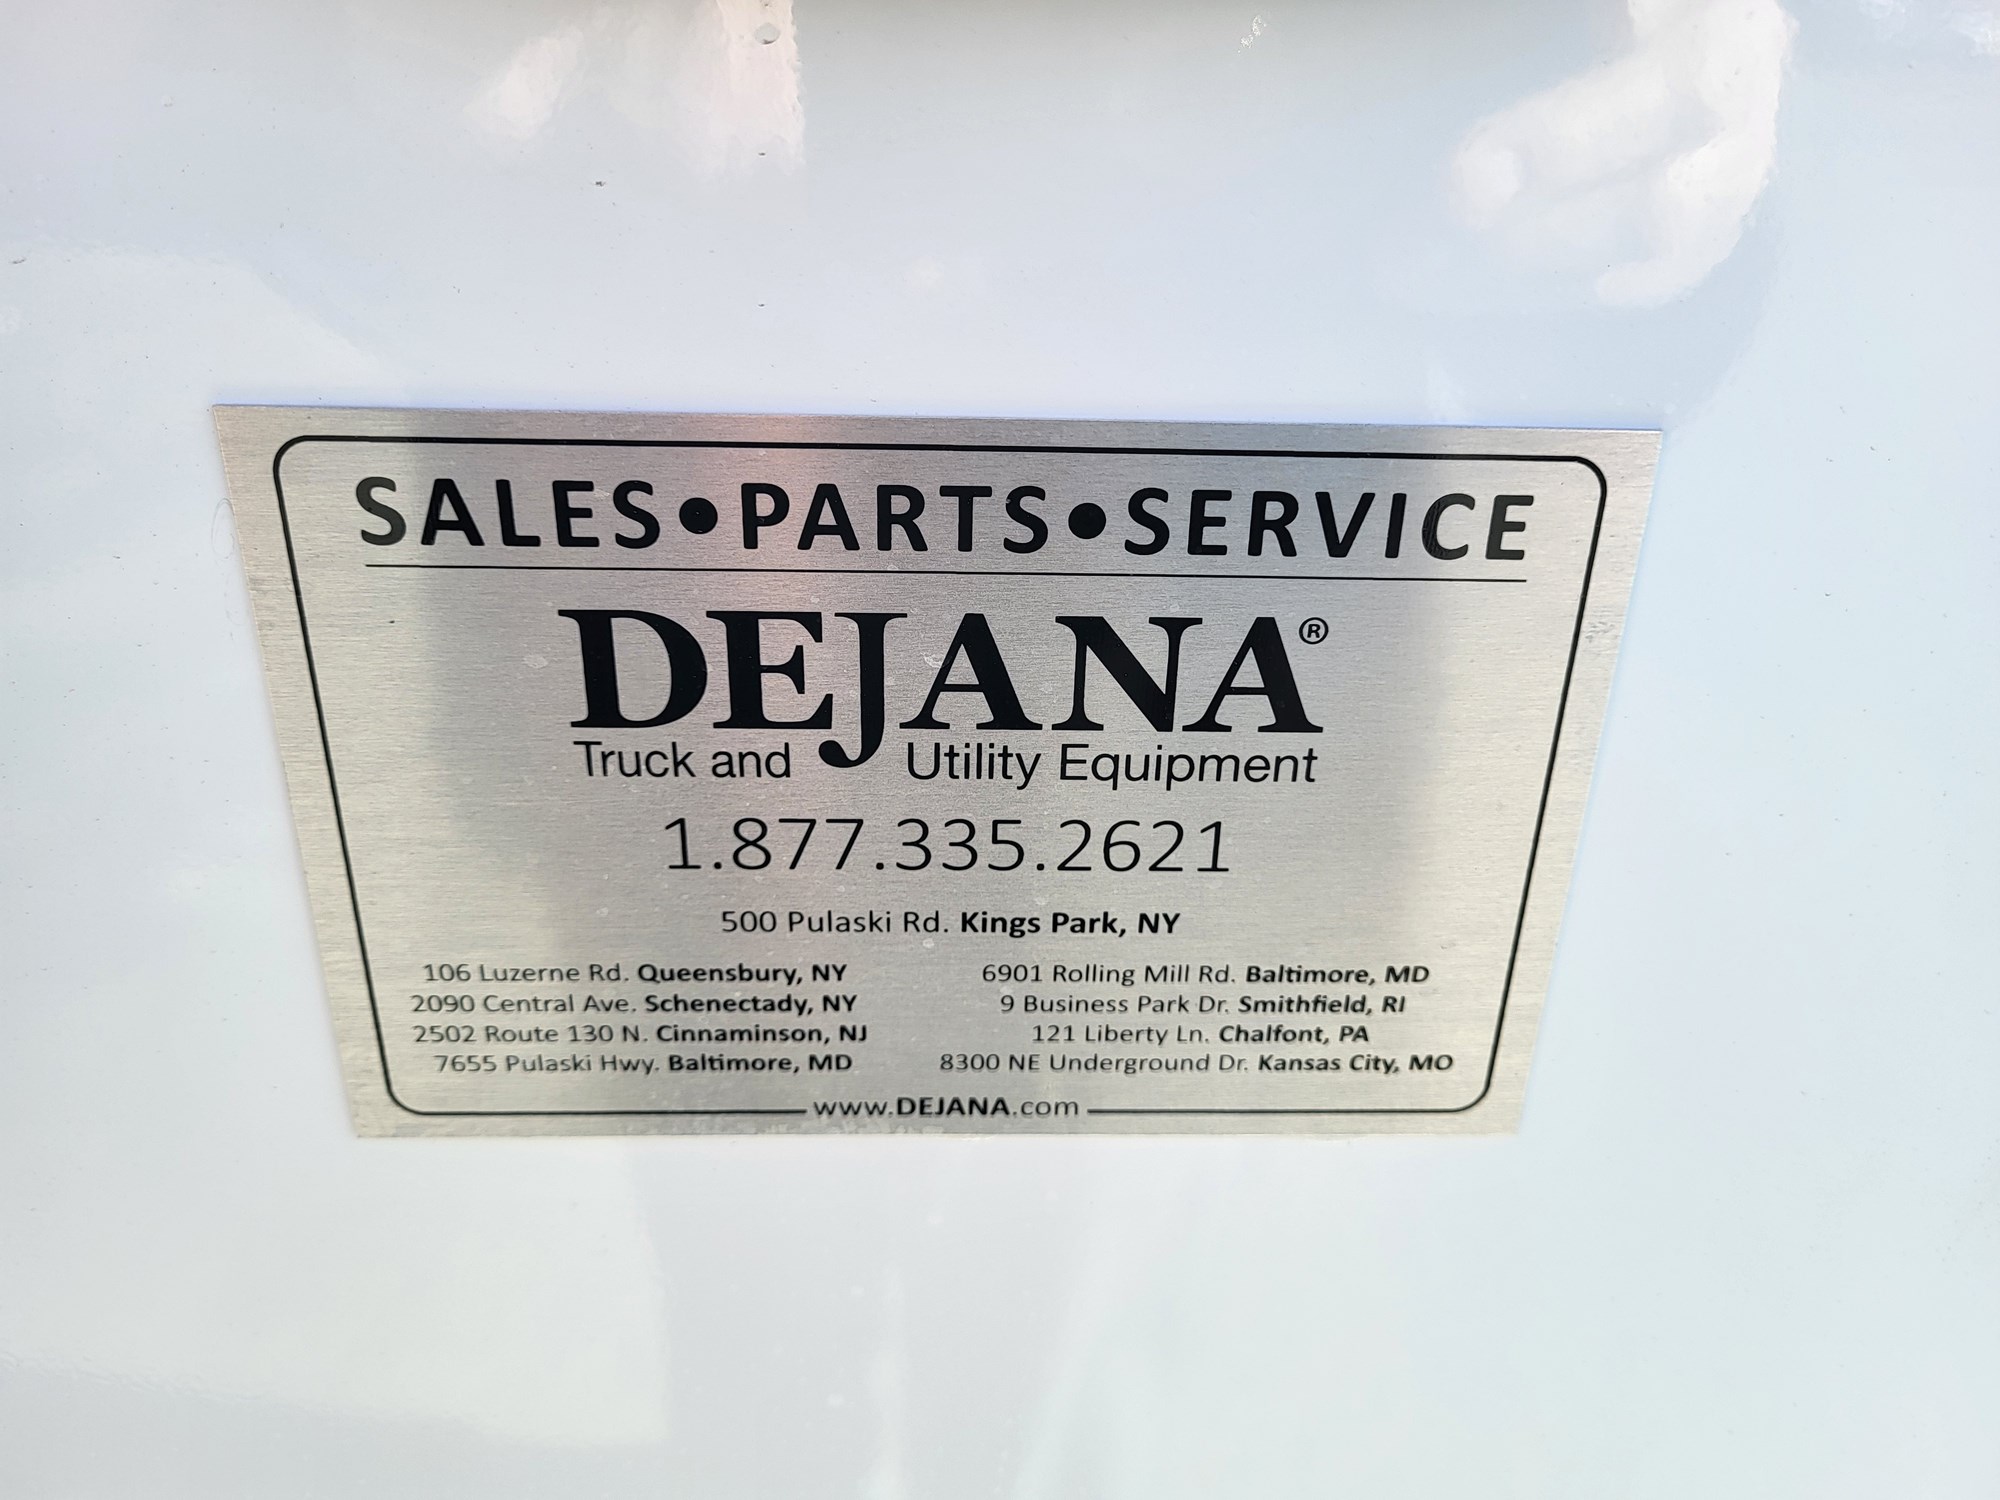 SALES•PARTS•SERVICE
DEJANA®
Truck and Utility Equipment
1.877.335.2621
500 Pulaski Rd. Kings Park, NY
106 Luzerne Rd. Queensbury, NY
2090 Central Ave. Schenectady, NY
2502 Route 130 N. Cinnaminson, NJ
7655 Pulaski Hwy. Baltimore, MD
6901 Rolling Mill Rd. Baltimore, MD
9 Business Park Dr. Smithfield, RI
121 Liberty Ln. Chalfont, PA
8300 NE Underground Dr. Kansas City, MO
www.DEJANA.com